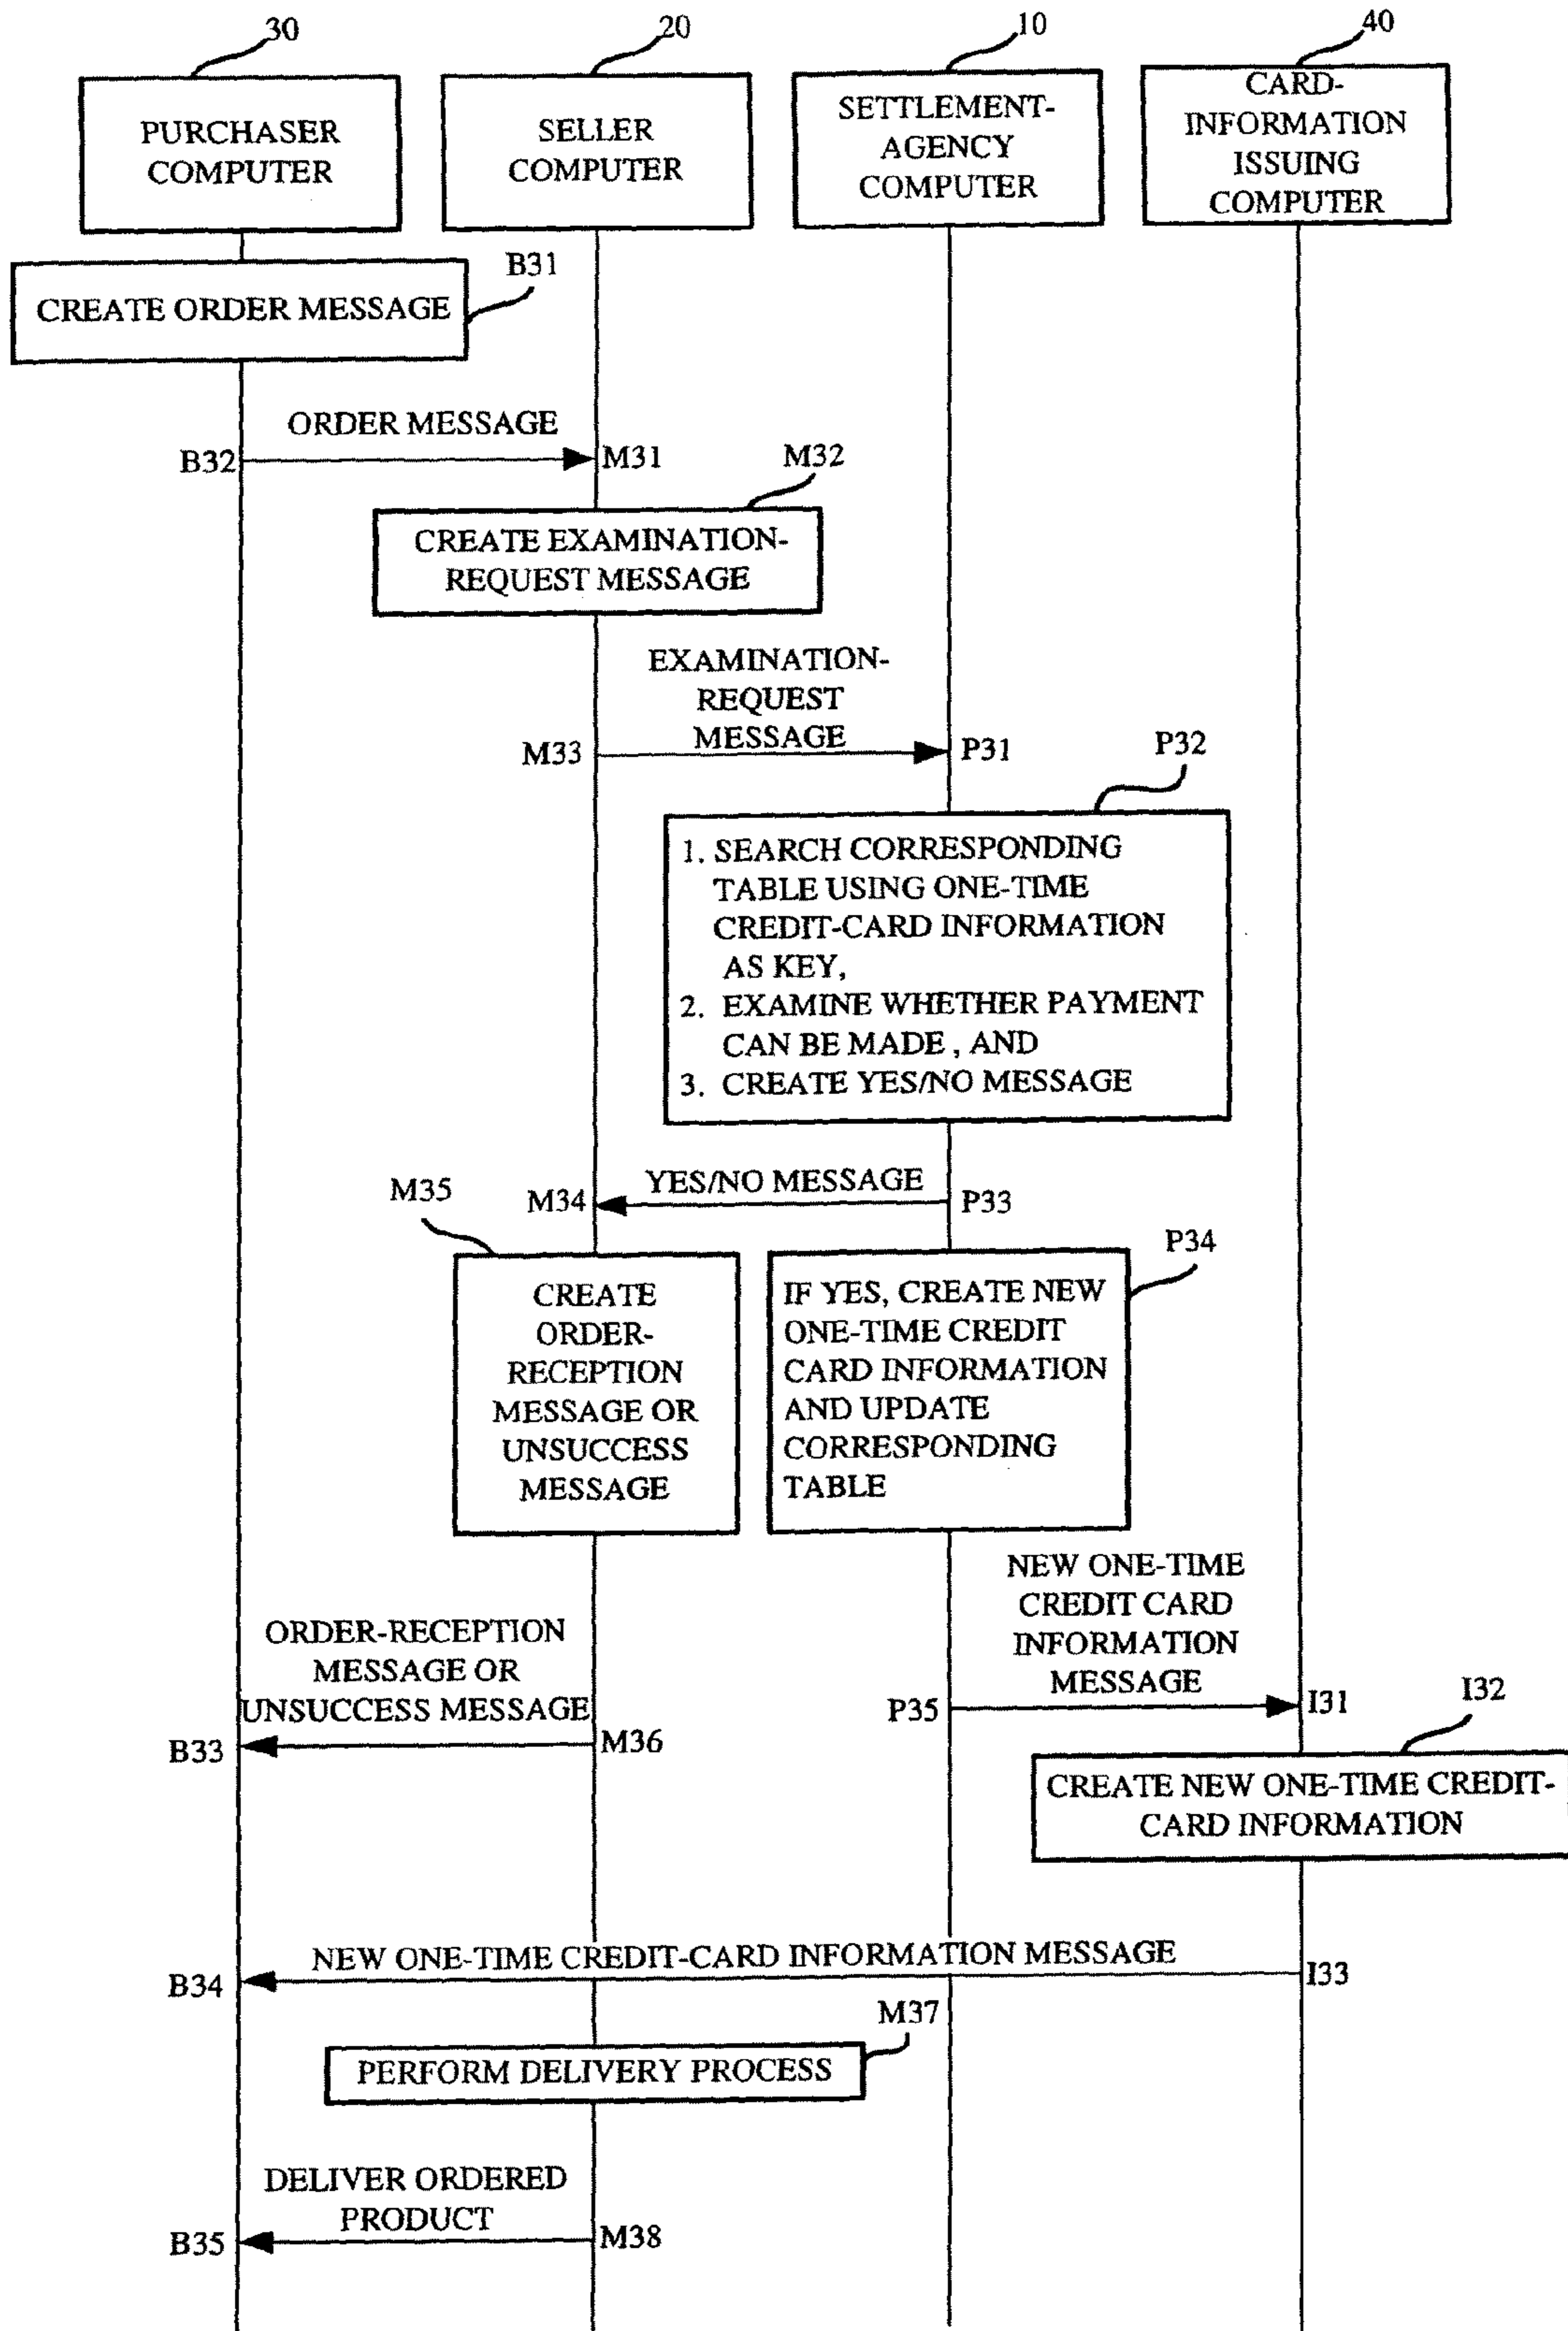 30
20
10
40
PURCHASER
COMPUTER
SELLER
COMPUTER
SETTLEMENT-
AGENCY
COMPUTER
CARD-
INFORMATION
ISSUING
COMPUTER
B31
CREATE ORDER MESSAGE
ORDER MESSAGE
B32
M31
M32
CREATE EXAMINATION-
REQUEST MESSAGE
EXAMINATION-
REQUEST
MESSAGE
M33
P31
P32
1. SEARCH CORRESPONDING
TABLE USING ONE-TIME
CREDIT-CARD INFORMATION
AS KEY,
2. EXAMINE WHETHER PAYMENT
CAN BE MADE , AND
3. CREATE YES/NO MESSAGE
YES/NO MESSAGE
M35
M34
P33
P34
CREATE
ORDER-
RECEPTION
MESSAGE OR
UNSUCCESS
MESSAGE
IF YES, CREATE NEW
ONE-TIME CREDIT
CARD INFORMATION
AND UPDATE
CORRESPONDING
TABLE
NEW ONE-TIME
CREDIT CARD
INFORMATION
MESSAGE
ORDER-RECEPTION
MESSAGE OR
UNSUCCESS MESSAGE
P35
I31
I32
B33
M36
CREATE NEW ONE-TIME CREDIT-
CARD INFORMATION
NEW ONE-TIME CREDIT-CARD INFORMATION MESSAGE
B34
I33
M37
PERFORM DELIVERY PROCESS
DELIVER ORDERED
PRODUCT
B35
M38